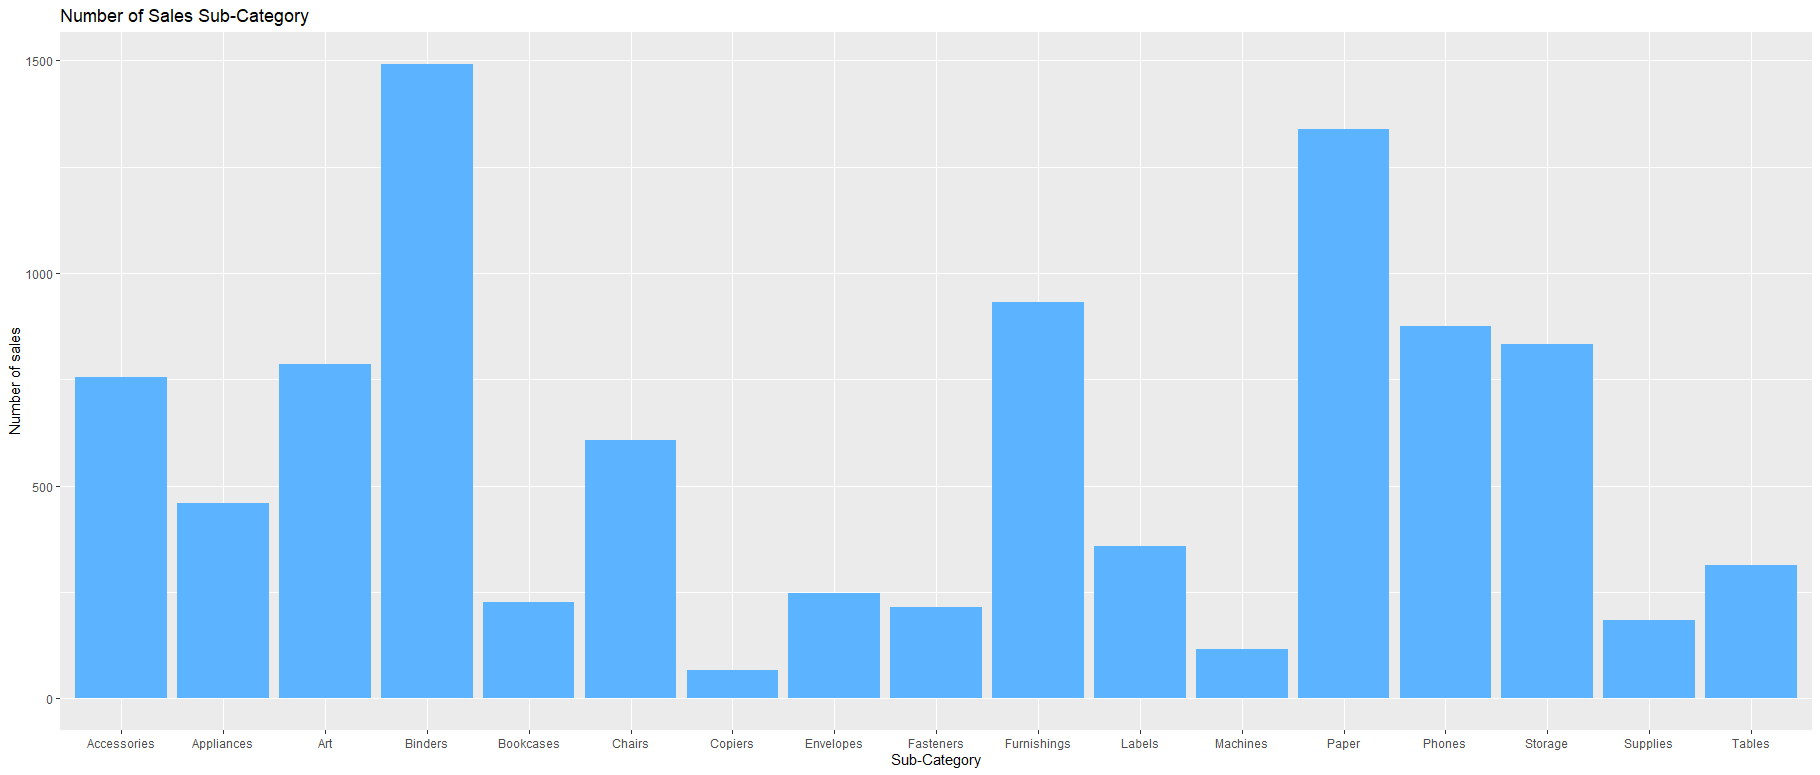 Number of Sales Sub-Category
Number of sales
1500
1000
500
0
Accessories Appliances Art Binders Bookcases Chairs Copiers Envelopes Fasteners Furnishings Labels Machines Paper Phones Storage Supplies Tables
Sub-Category